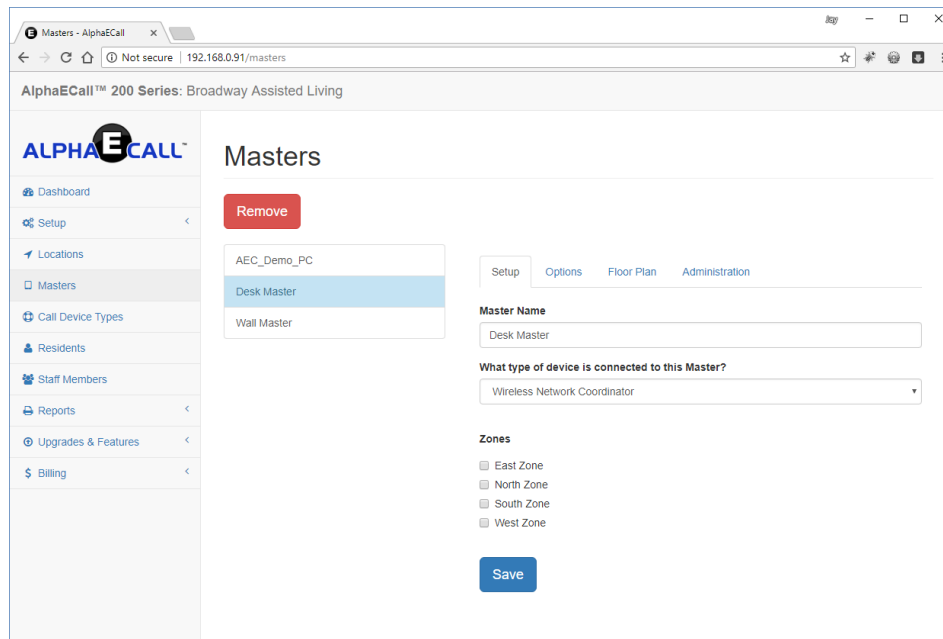 Masters - AlphaECall
Jay
Not secure | 192.168.0.91/masters
AlphaECall™ 200 Series: Broadway Assisted Living
ALPHAECALL™
Dashboard
Setup
Locations
Masters
Call Device Types
Residents
Staff Members
Reports
Upgrades & Features
Billing
Masters
Remove
AEC_Demo_PC
Desk Master
Wall Master
Setup Options Floor Plan Administration
Master Name
Desk Master
What type of device is connected to this Master?
Wireless Network Coordinator
Zones
East Zone
North Zone
South Zone
West Zone
Save